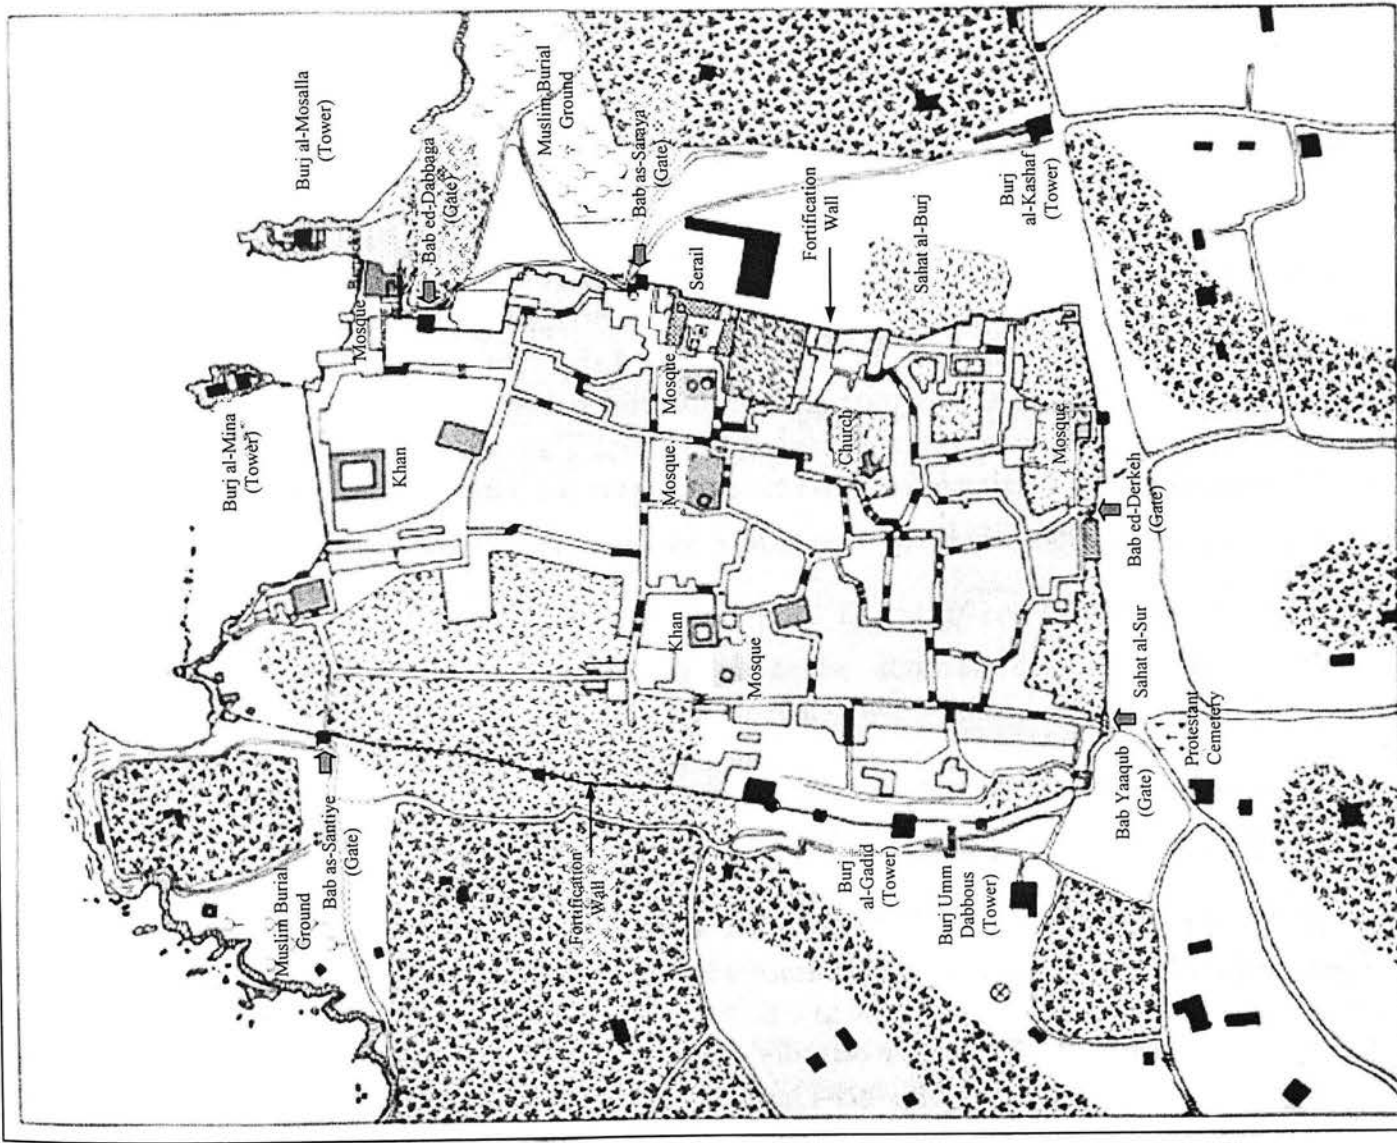 Burj al-Mosalla
(Tower)
Muslim Burial
Ground
Bab ed-Dabbaga
(Gate)
Bab as-Saraya
(Gate)
Burj al-Mina
(Tower)
Mosque
Khan
Serail
Mosque
Mosque
Fortification
Wall
Sahat al-Burj
Burj
al-Kashaf
(Tower)
Church
Mosque
Bab ed-Derkeh
(Gate)
Khan
Mosque
Sahat al-Sur
Protestant
Cemetery
Bab Yaaqub
(Gate)
Bab as-Santiye
(Gate)
Muslim Burial
Ground
Fortification
Wall
Burj
al-Gadid
(Tower)
Burj Umm
Dabbous
(Tower)